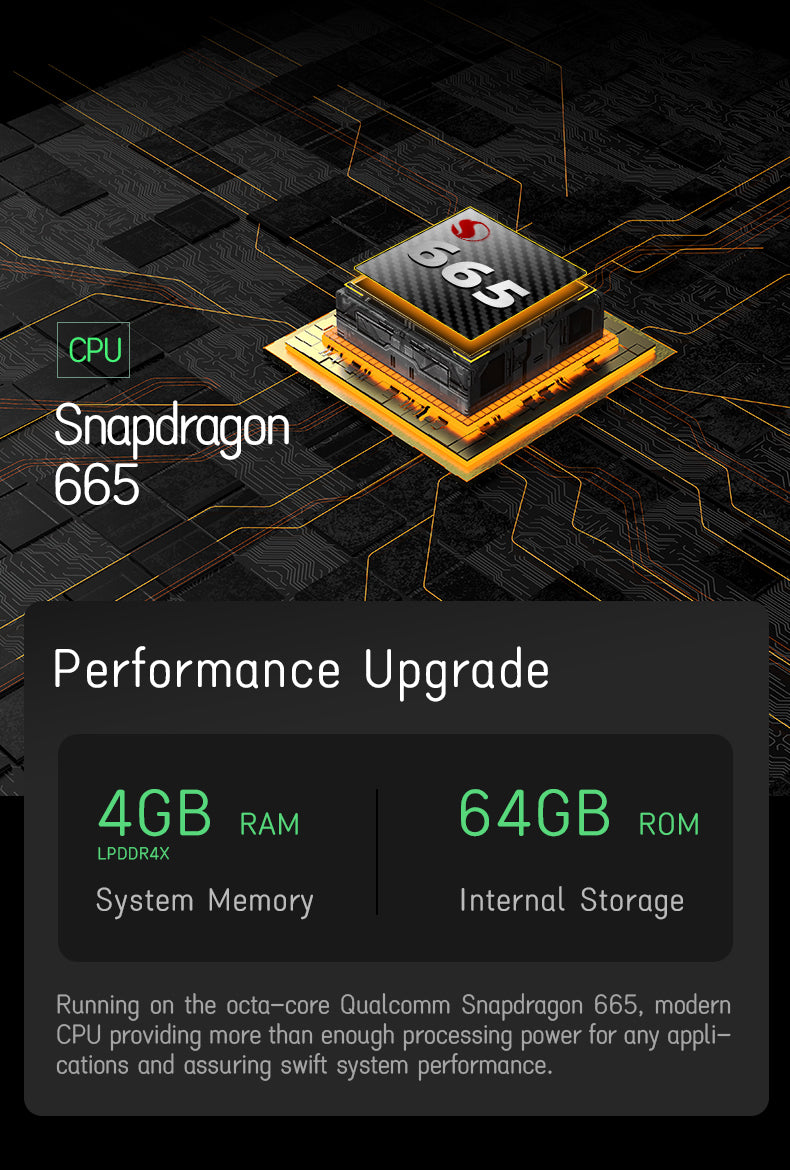 665
CPU
Snapdragon
665
Performance Upgrade
4GB RAM
LPDDR4X
System Memory
64GB ROM
Internal Storage
Running on the octa-core Qualcomm Snapdragon 665, modern
CPU providing more than enough processing power for any appli-
cations and assuring swift system performance.